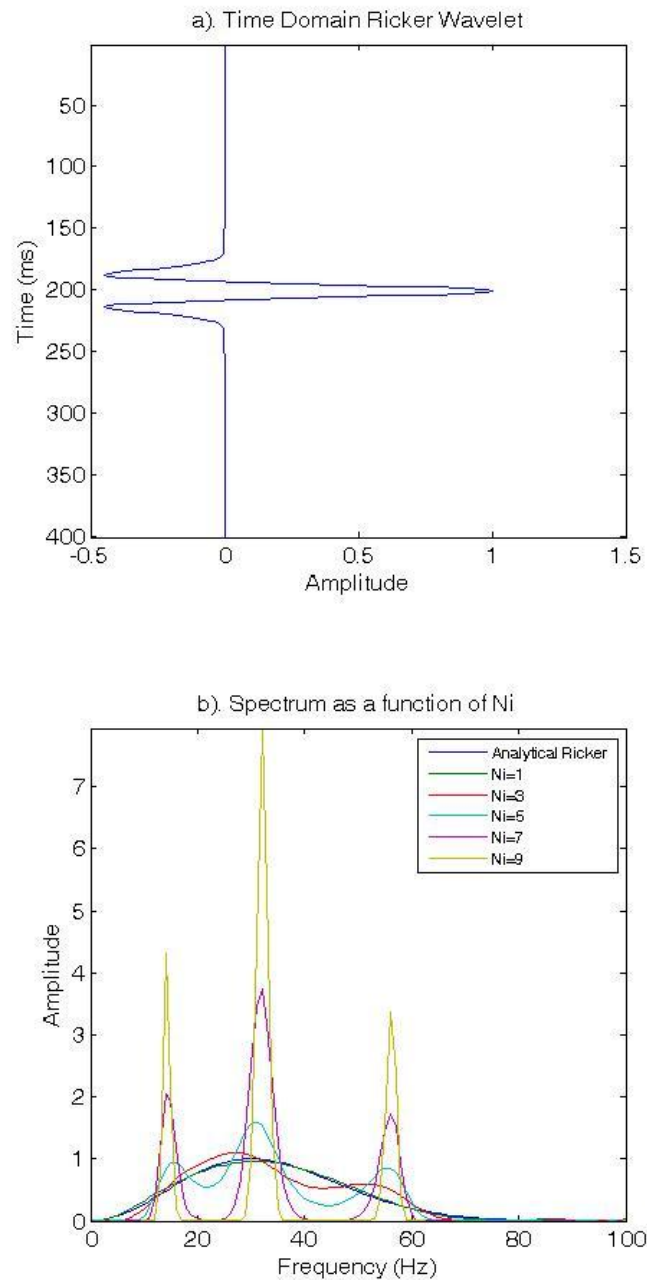 a). Time Domain Ricker Wavelet
50
100
150
200
250
300
350
400
Time (ms)
-0.5
0
0.5
1
1.5
Amplitude
b). Spectrum as a function of Ni
7
6
5
4
3
2
1
0
Amplitude
Analytical Ricker
Ni=1
Ni=3
Ni=5
Ni=7
Ni=9
0
20
40
60
80
100
Frequency (Hz)